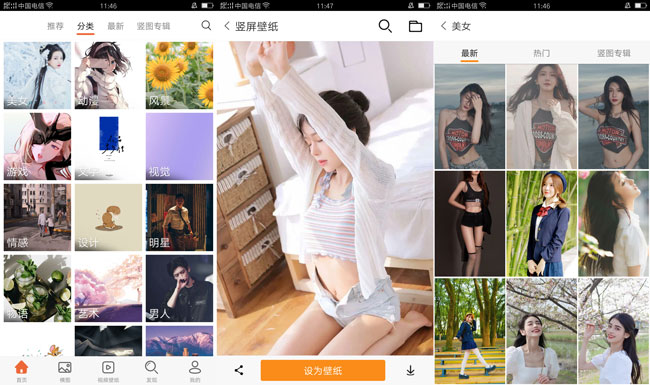 中国电信
11:46
推荐 分类 最新 竖图专辑
美女 动漫 风景
游戏 文字 视觉
情感 设计 明星
物语 艺术 男人
首页 横图 视频壁纸 发现 我的
中国电信
11:47
竖屏壁纸
设为壁纸
中国电信
11:46
美女
最新 热门 竖图专辑